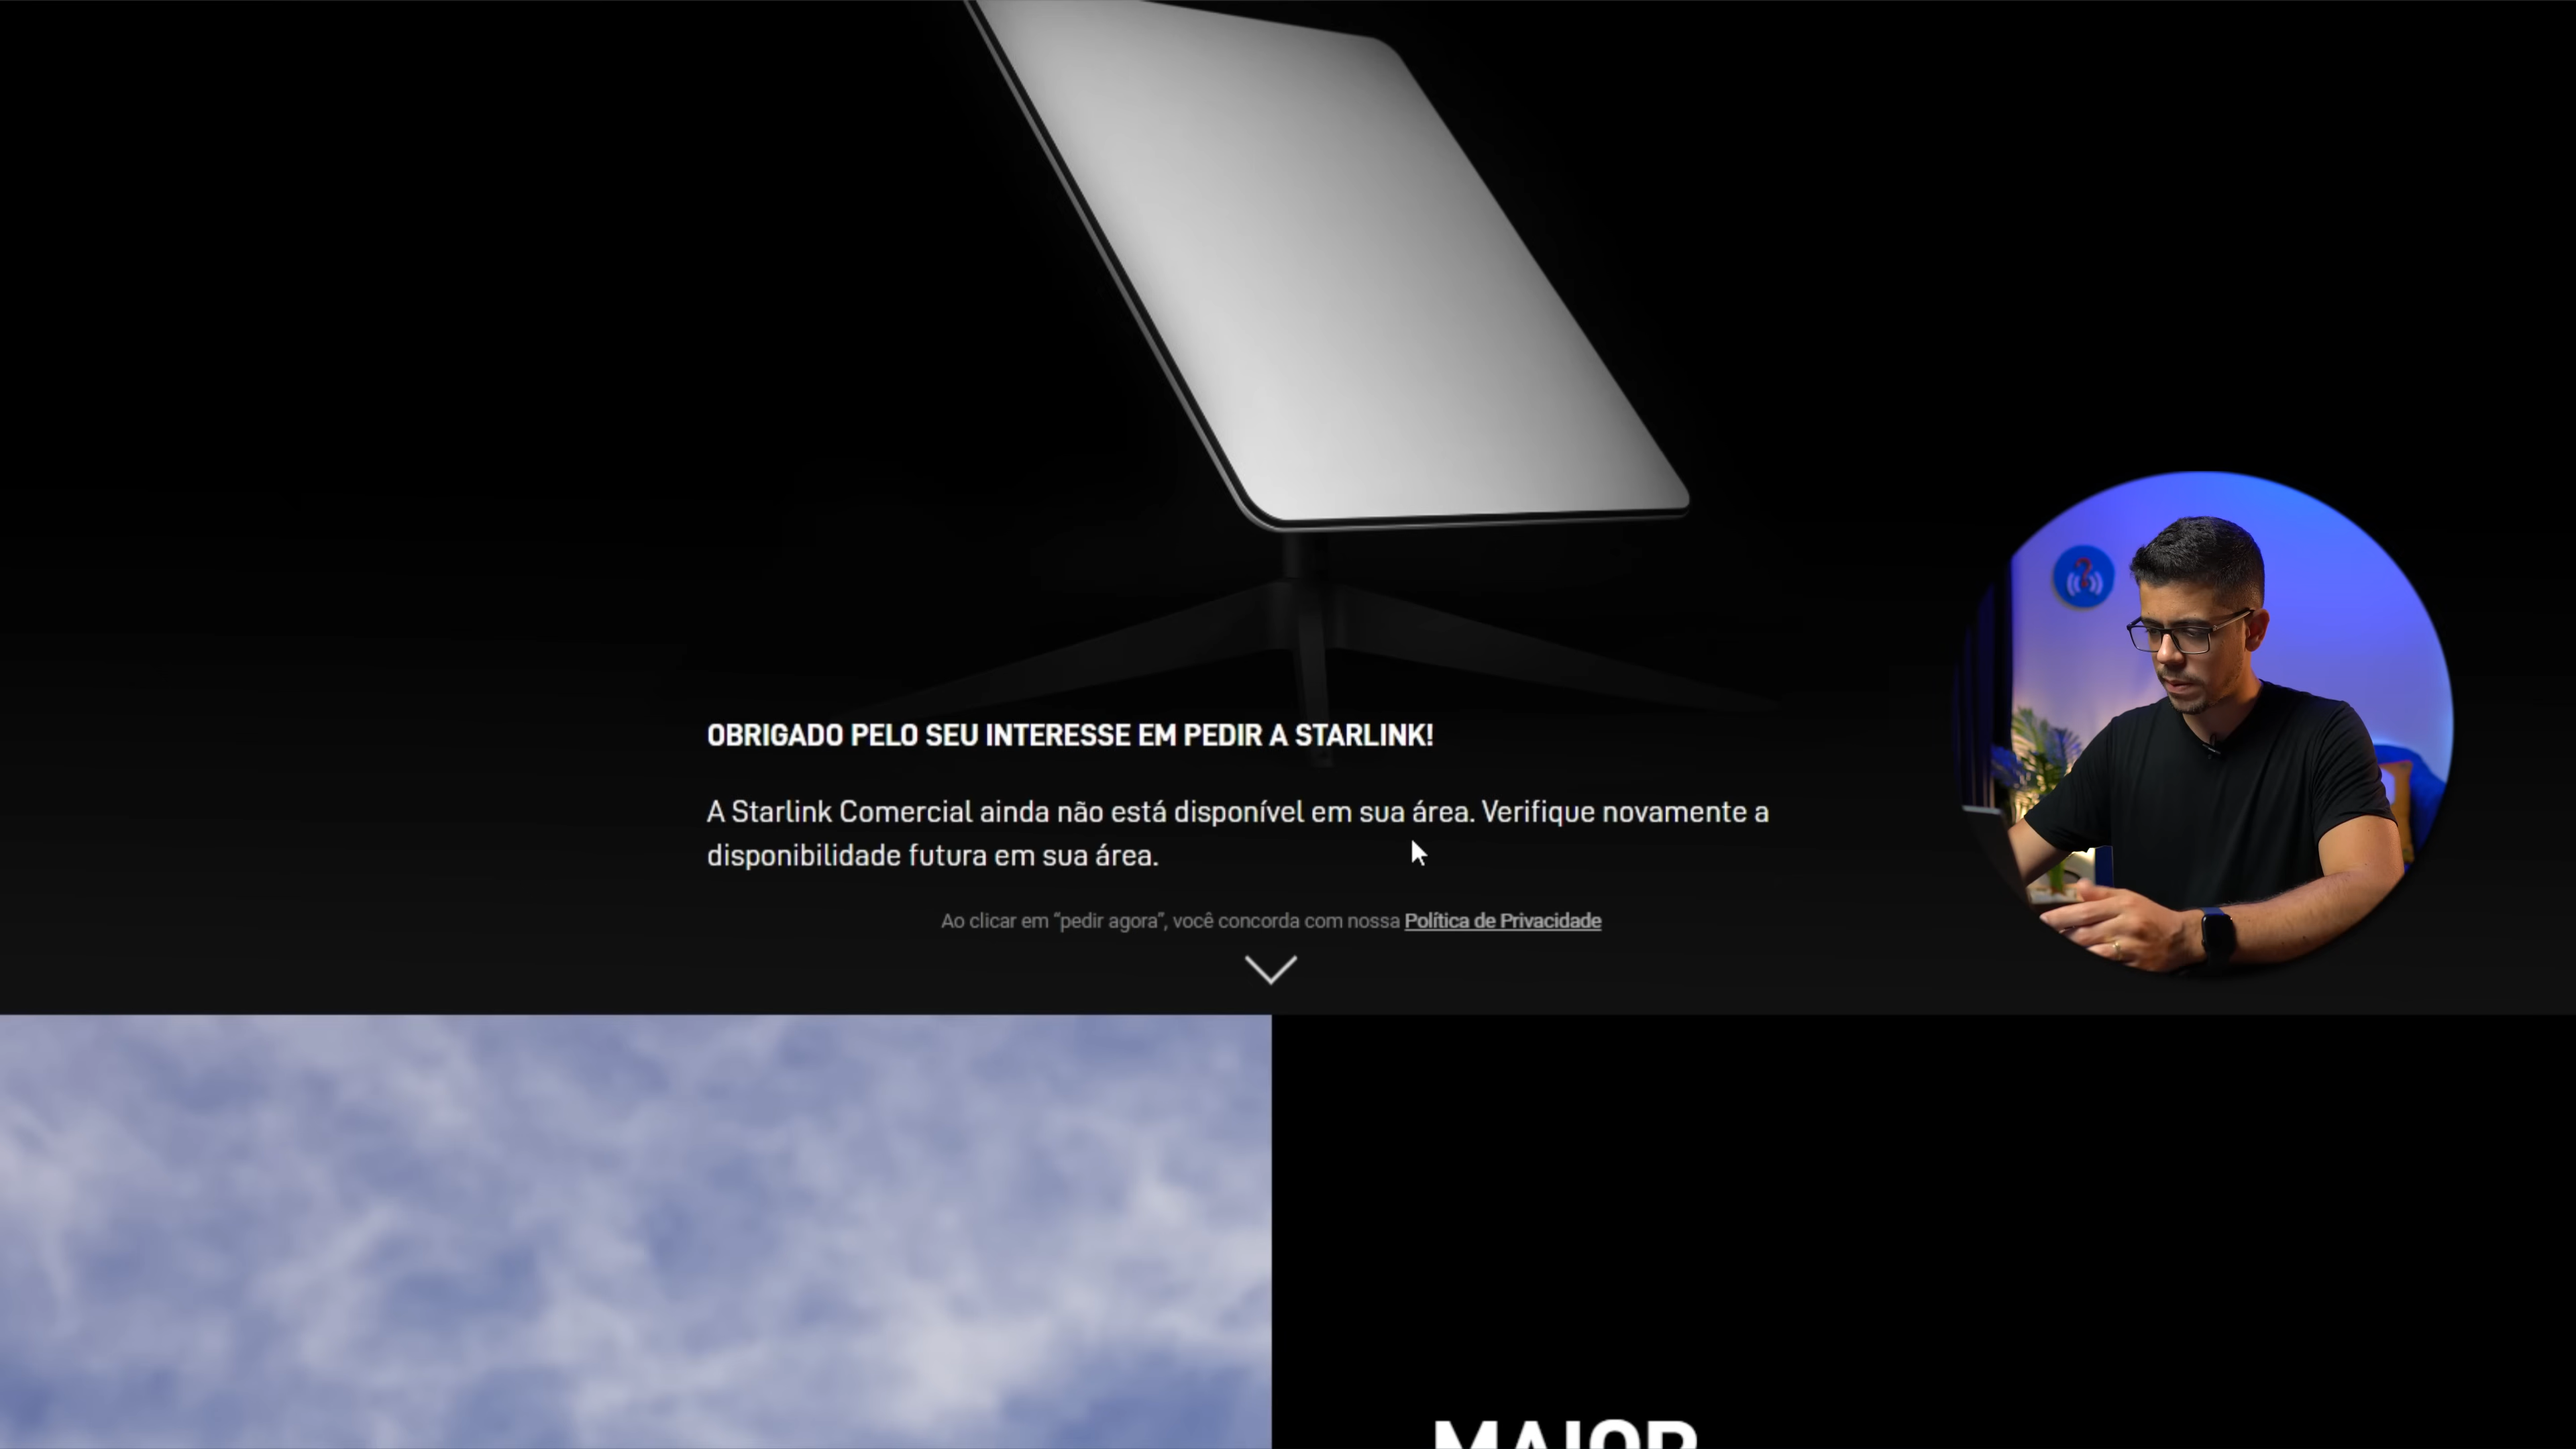 OBRIGADO PELO SEU INTERESSE EM PEDIR A STARLINK!
A Starlink Comercial ainda não está disponível em sua área. Verifique novamente a
disponibilidade futura em sua área.
Ao clicar em “pedir agora”, você concorda com nossa Política de Privacidade
MAIOR